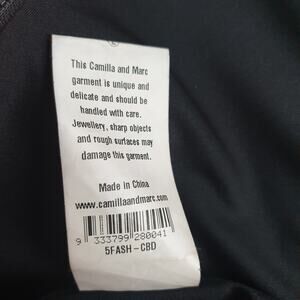 This Camilla and Marc
garment is unique and
delicate and should be
handled with care.
Jewellery, sharp objects
and rough surfaces may
damage this garment.
Made in China
www.camillaandmarc.com
9 333799 280041
5FASH-CBD